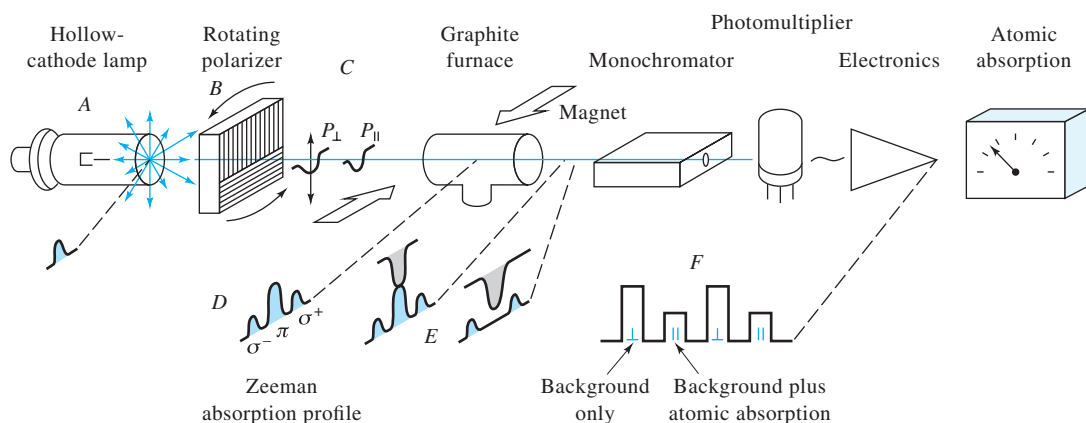 Photomultiplier
Hollow-
cathode lamp
Rotating
polarizer
Graphite
furnace
Monochromator
Electronics
Atomic
absorption
A
B
C
P⊥
P∥
Magnet
D
σ⁻
π
σ⁺
E
F
⊥ ∥ ⊥ ∥
Zeeman
absorption profile
Background
only
Background plus
atomic absorption